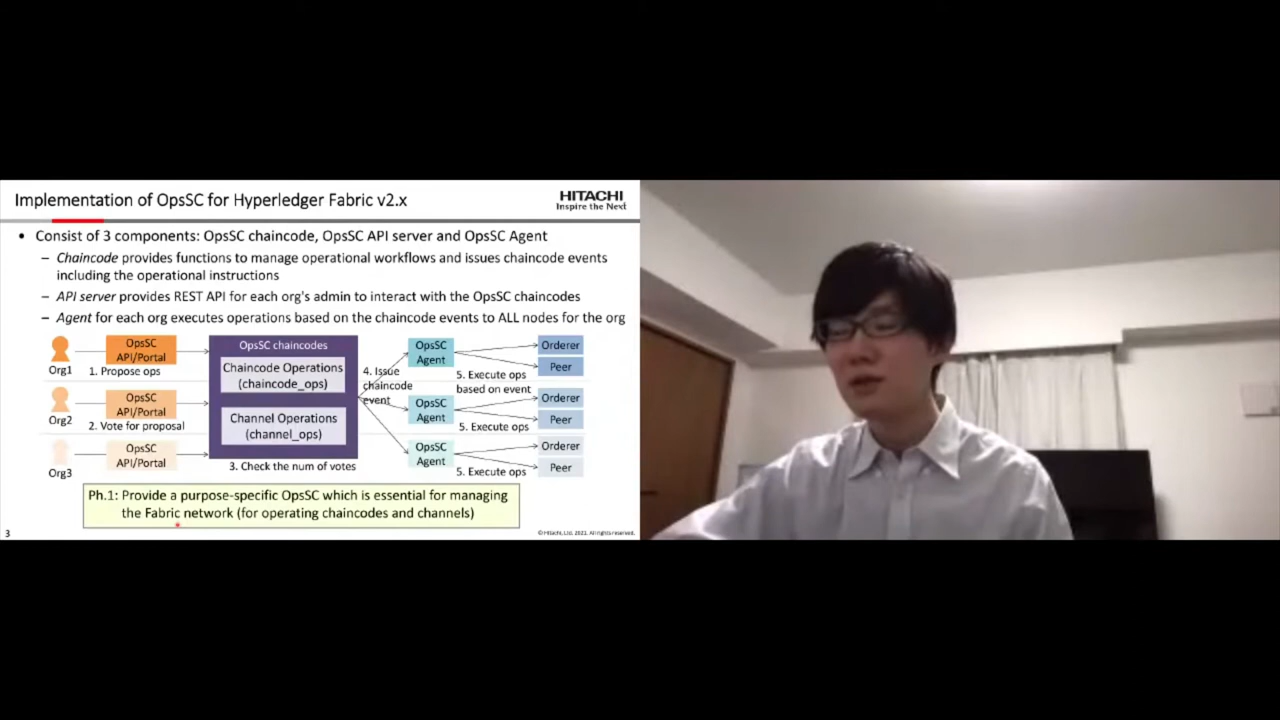 Implementation of OpsSC for Hyperledger Fabric v2.x
HITACHI
Inspire the Next
• Consist of 3 components: OpsSC chaincode, OpsSC API server and OpsSC Agent
– Chaincode provides functions to manage operational workflows and issues chaincode events
including the operational instructions
– API server provides REST API for each org's admin to interact with the OpsSC chaincodes
– Agent for each org executes operations based on the chaincode events to ALL nodes for the org
Org1
OpsSC
API/Portal
1. Propose ops
Org2
OpsSC
API/Portal
2. Vote for proposal
Org3
OpsSC
API/Portal
OpsSC chaincodes
Chaincode Operations
(chaincode_ops)
Channel Operations
(channel_ops)
3. Check the num of votes
4. Issue
chaincode
event
OpsSC
Agent
5. Execute ops
based on event
Orderer
Peer
OpsSC
Agent
5. Execute ops
Orderer
Peer
OpsSC
Agent
5. Execute ops
Orderer
Peer
Ph.1: Provide a purpose-specific OpsSC which is essential for managing
the Fabric network (for operating chaincodes and channels)
3